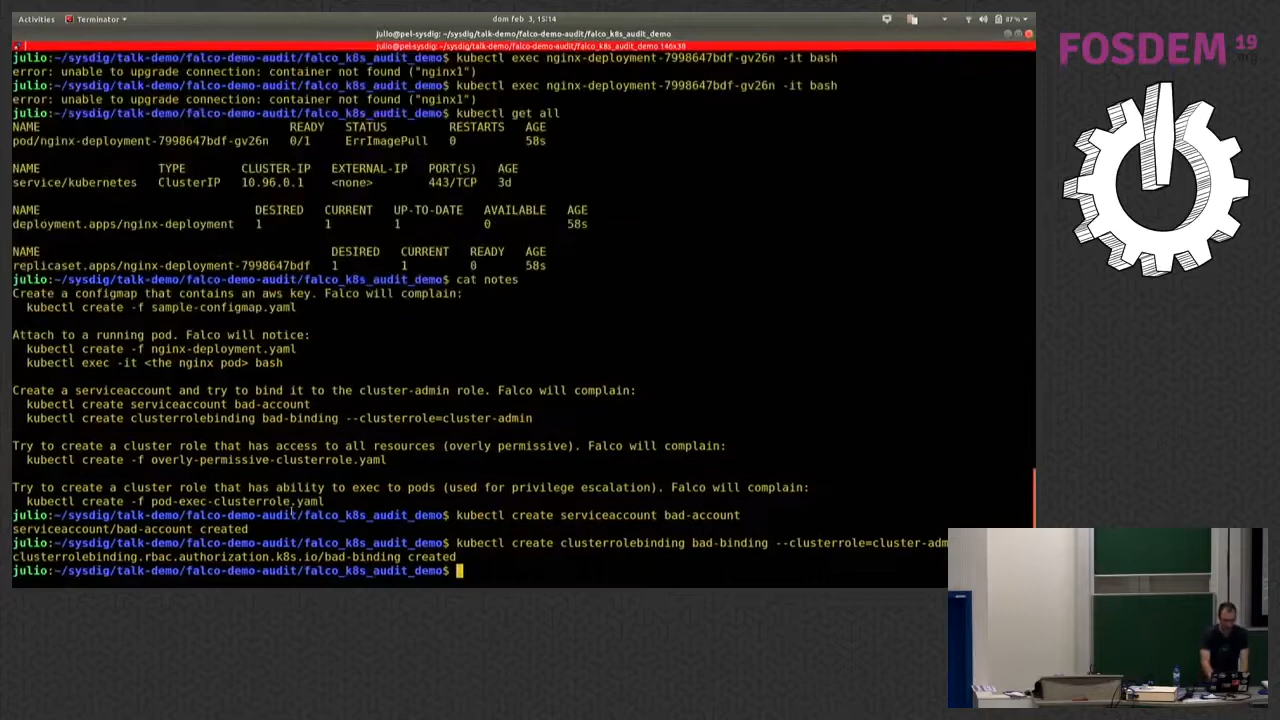 Activities Terminator dom feb 3, 15:14 87%
julio@pel-sysdig: ~/sysdig/talk-demo/falco-demo-audit/falco_k8s_audit_demo
julio@pel-sysdig: ~/sysdig/talk-demo/falco-demo-audit/falco_k8s_audit_demo 146x38
FOSDEM 19
.org
julio:~/sysdig/talk-demo/falco-demo-audit/falco_k8s_audit_demo$ kubectl exec nginx-deployment-7998647bdf-gv26n -it bash
error: unable to upgrade connection: container not found ("nginx1")
julio:~/sysdig/talk-demo/falco-demo-audit/falco_k8s_audit_demo$ kubectl exec nginx-deployment-7998647bdf-gv26n -it bash
error: unable to upgrade connection: container not found ("nginx1")
julio:~/sysdig/talk-demo/falco-demo-audit/falco_k8s_audit_demo$ kubectl get all
NAME READY STATUS RESTARTS AGE
pod/nginx-deployment-7998647bdf-gv26n 0/1 ErrImagePull 0 58s
NAME TYPE CLUSTER-IP EXTERNAL-IP PORT(S) AGE
service/kubernetes ClusterIP 10.96.0.1 <none> 443/TCP 3d
NAME DESIRED CURRENT UP-TO-DATE AVAILABLE AGE
deployment.apps/nginx-deployment 1 1 1 0 58s
NAME DESIRED CURRENT READY AGE
replicaset.apps/nginx-deployment-7998647bdf 1 1 0 58s
julio:~/sysdig/talk-demo/falco-demo-audit/falco_k8s_audit_demo$ cat notes
Create a configmap that contains an aws key. Falco will complain:
kubectl create -f sample-configmap.yaml
Attach to a running pod. Falco will notice:
kubectl create -f nginx-deployment.yaml
kubectl exec -it <the nginx pod> bash
Create a serviceaccount and try to bind it to the cluster-admin role. Falco will complain:
kubectl create serviceaccount bad-account
kubectl create clusterrolebinding bad-binding --clusterrole=cluster-admin
Try to create a cluster role that has access to all resources (overly permissive). Falco will complain:
kubectl create -f overly-permissive-clusterrole.yaml
Try to create a cluster role that has ability to exec to pods (used for privilege escalation). Falco will complain:
kubectl create -f pod-exec-clusterrole.yaml
julio:~/sysdig/talk-demo/falco-demo-audit/falco_k8s_audit_demo$ kubectl create serviceaccount bad-account
serviceaccount/bad-account created
julio:~/sysdig/talk-demo/falco-demo-audit/falco_k8s_audit_demo$ kubectl create clusterrolebinding bad-binding --clusterrole=cluster-adm
clusterrolebinding.rbac.authorization.k8s.io/bad-binding created
julio:~/sysdig/talk-demo/falco-demo-audit/falco_k8s_audit_demo$